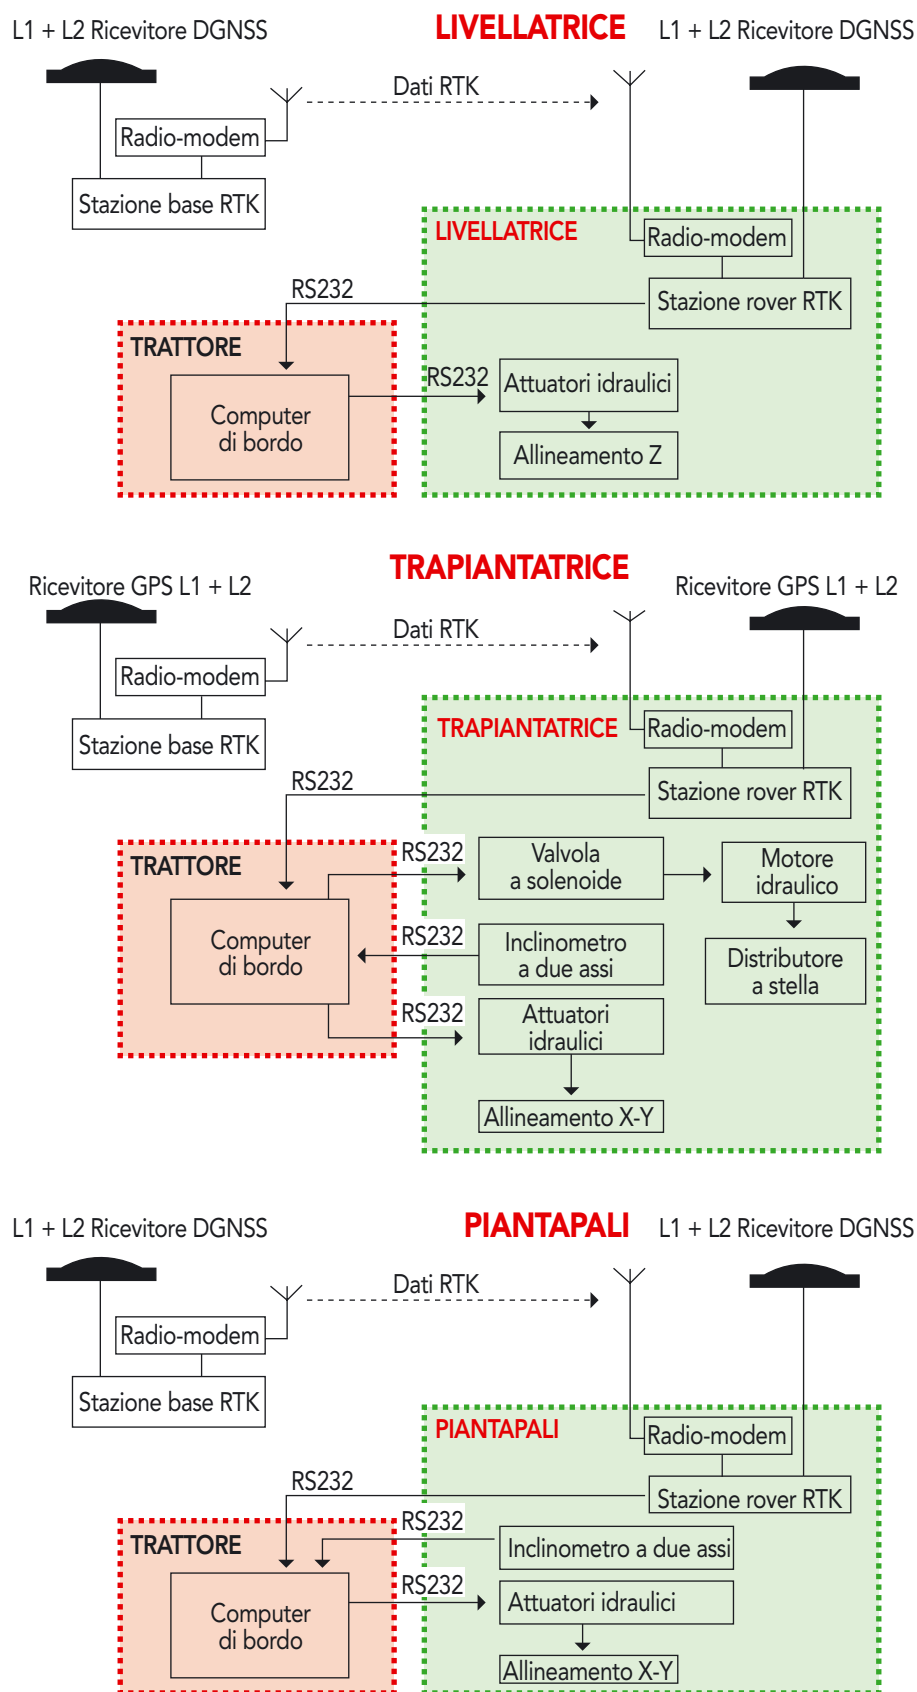 LIVELLATRICE
L1 + L2 Ricevitore DGNSS
L1 + L2 Ricevitore DGNSS
Dati RTK
Radio-modem
Stazione base RTK
LIVELLATRICE
Radio-modem
RS232
Stazione rover RTK
TRATTORE
RS232
Attuatori idraulici
Computer
di bordo
Allineamento Z
TRAPIANTATRICE
Ricevitore GPS L1 + L2
Ricevitore GPS L1 + L2
Dati RTK
Radio-modem
Stazione base RTK
TRAPIANTATRICE
Radio-modem
RS232
Stazione rover RTK
TRATTORE
RS232
Valvola
a solenoide
Motore
idraulico
Computer
di bordo
RS232
Inclinometro
a due assi
Distributore
a stella
RS232
Attuatori
idraulici
Allineamento X-Y
PIANTAPALI
L1 + L2 Ricevitore DGNSS
L1 + L2 Ricevitore DGNSS
Dati RTK
Radio-modem
Stazione base RTK
PIANTAPALI
Radio-modem
RS232
Stazione rover RTK
TRATTORE
RS232
Inclinometro a due assi
RS232
Attuatori idraulici
Computer
di bordo
Allineamento X-Y